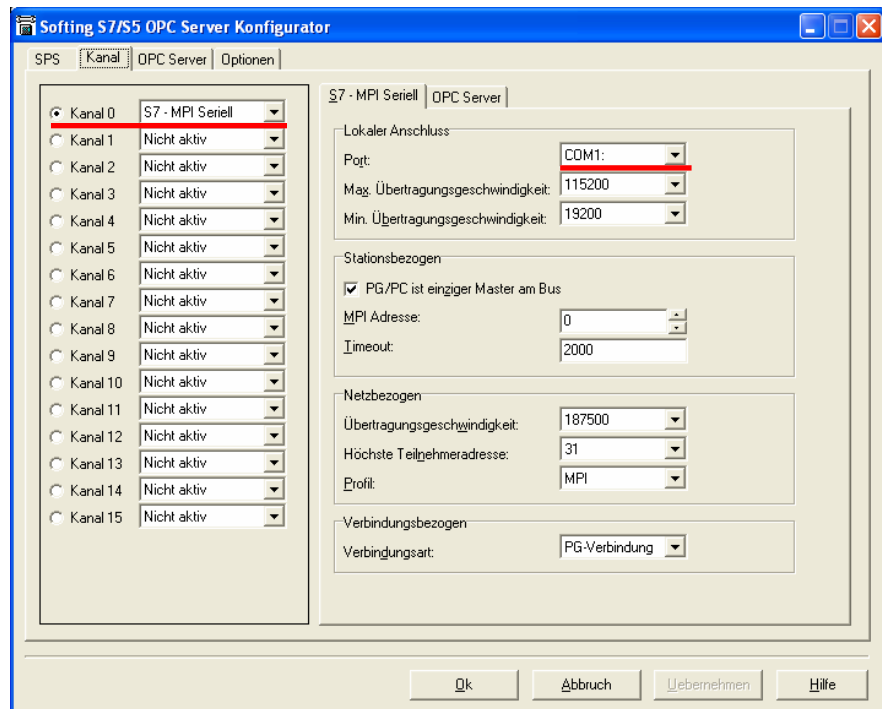 Softing S7/S5 OPC Server Konfigurator
SPS Kanal OPC Server Optionen
Kanal 0 S7 - MPI Seriell
Kanal 1 Nicht aktiv
Kanal 2 Nicht aktiv
Kanal 3 Nicht aktiv
Kanal 4 Nicht aktiv
Kanal 5 Nicht aktiv
Kanal 6 Nicht aktiv
Kanal 7 Nicht aktiv
Kanal 8 Nicht aktiv
Kanal 9 Nicht aktiv
Kanal 10 Nicht aktiv
Kanal 11 Nicht aktiv
Kanal 12 Nicht aktiv
Kanal 13 Nicht aktiv
Kanal 14 Nicht aktiv
Kanal 15 Nicht aktiv
S7 - MPI Seriell OPC Server
Lokaler Anschluss
Port: COM1:
Max. Übertragungsgeschwindigkeit: 115200
Min. Übertragungsgeschwindigkeit: 19200
Stationsbezogen
PG/PC ist einziger Master am Bus
MPI Adresse: 0
Timeout: 2000
Netzbezogen
Übertragungsgeschwindigkeit: 187500
Höchste Teilnehmeradresse: 31
Profil: MPI
Verbindungsbezogen
Verbindungsart: PG-Verbindung
Ok Abbruch Uebernehmen Hilfe